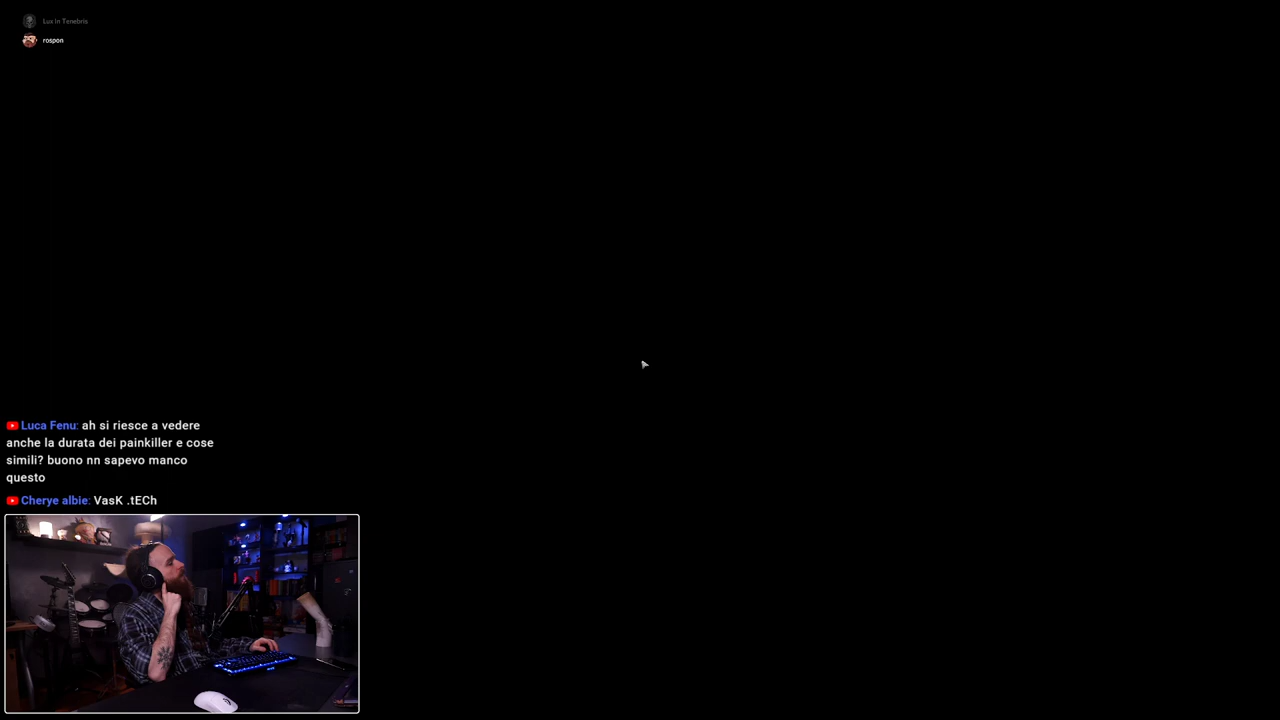 Lux In Tenebris
rospon
Luca Fenu: ah si riesce a vedere
anche la durata dei painkiller e cose
simili? buono nn sapevo manco
questo
Cherye albie: VasK .tECh